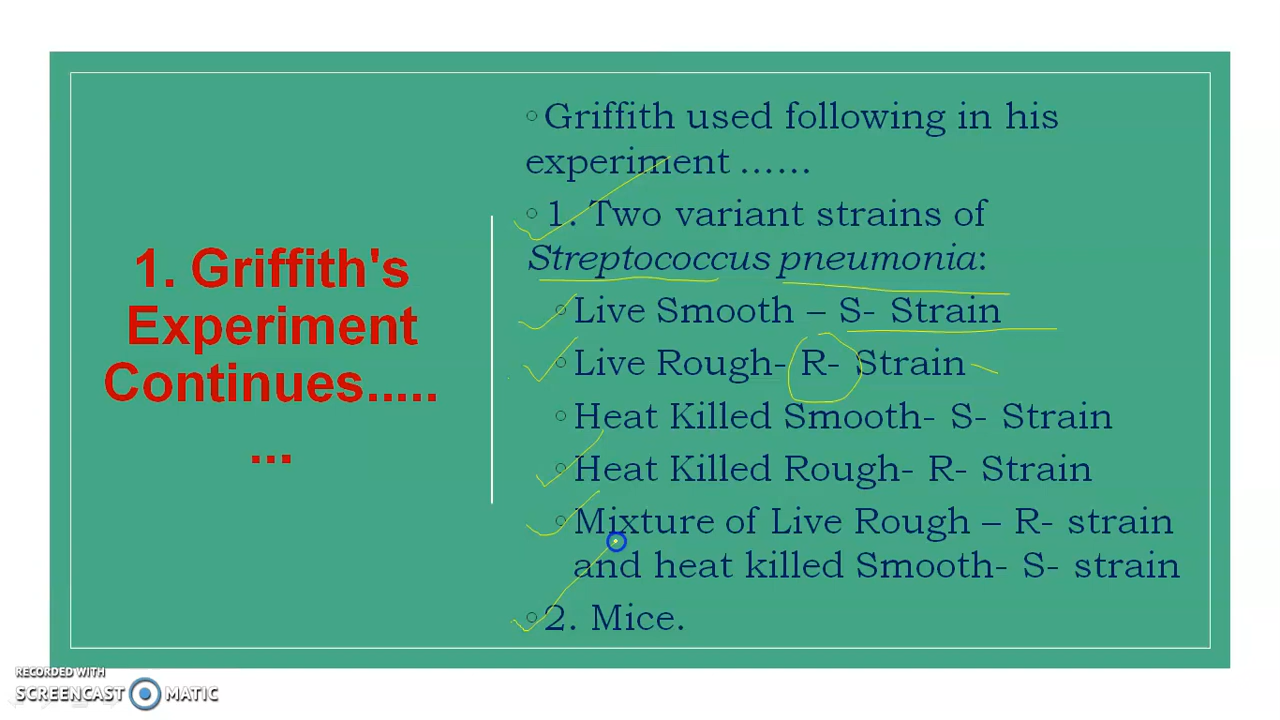 1. Griffith's
Experiment
Continues.....
...
Griffith used following in his
experiment ......
1. Two variant strains of
Streptococcus pneumonia:
Live Smooth – S- Strain
Live Rough- R- Strain
Heat Killed Smooth- S- Strain
Heat Killed Rough- R- Strain
Mixture of Live Rough – R- strain
and heat killed Smooth- S- strain
2. Mice.
RECORDED WITH
SCREENCAST MATIC